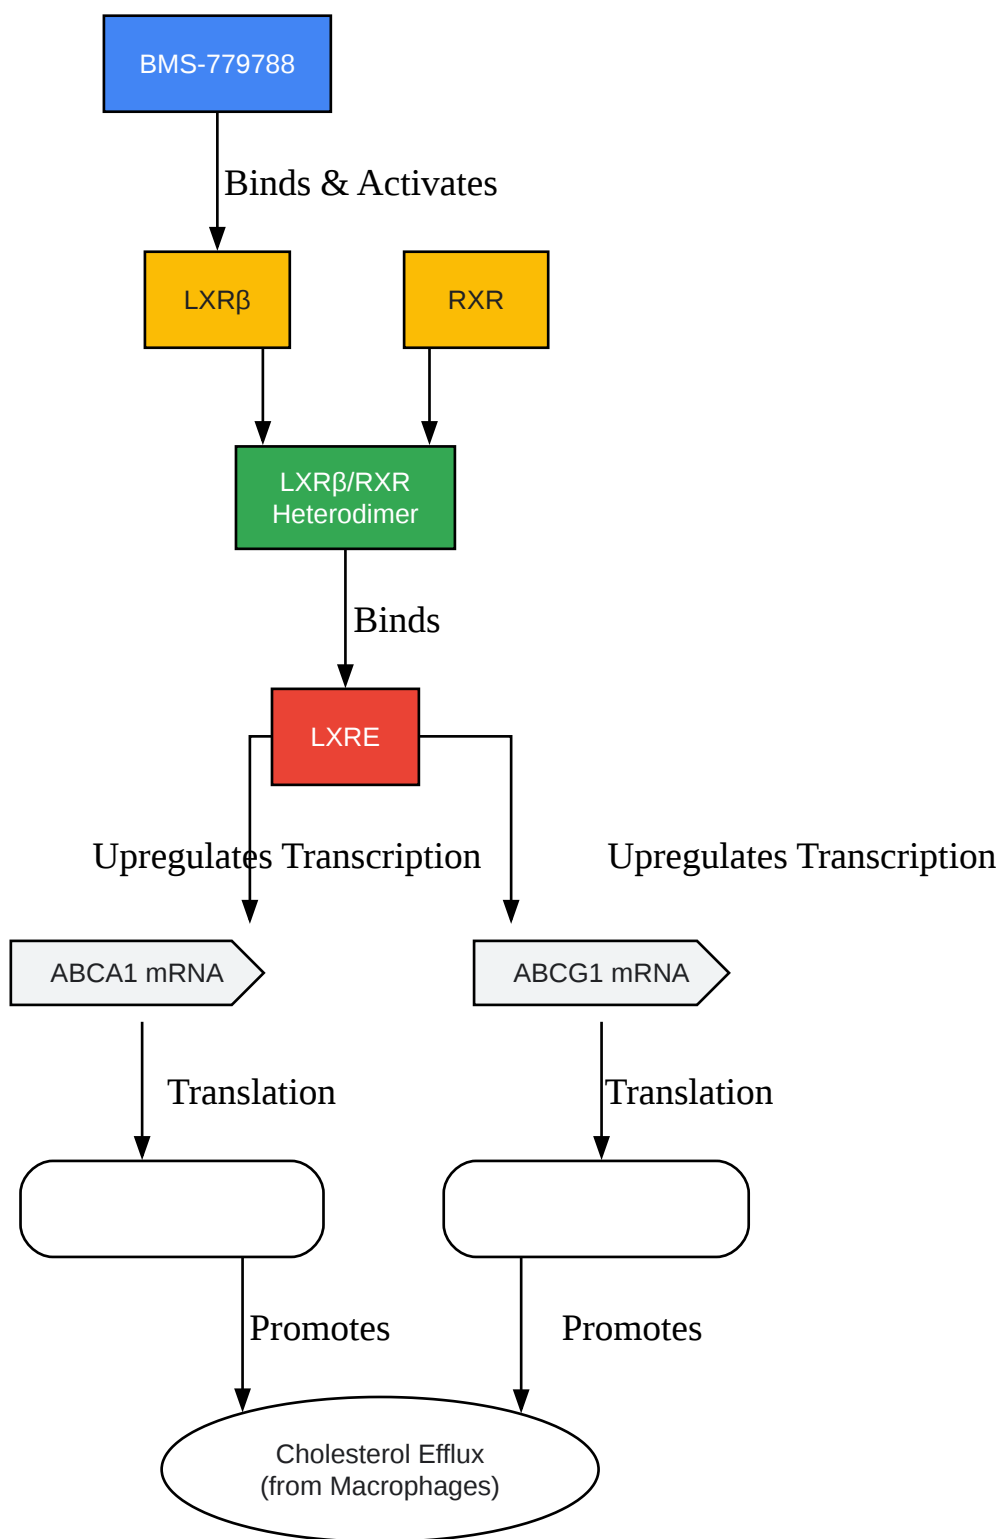 BMS-779788
Binds & Activates
LXRβ
RXR
LXRβ/RXR
Heterodimer
Binds
LXRE
Upregulates Transcription
Upregulates Transcription
ABCA1 mRNA
ABCG1 mRNA
Translation
Translation
Promotes
Promotes
Cholesterol Efflux
(from Macrophages)